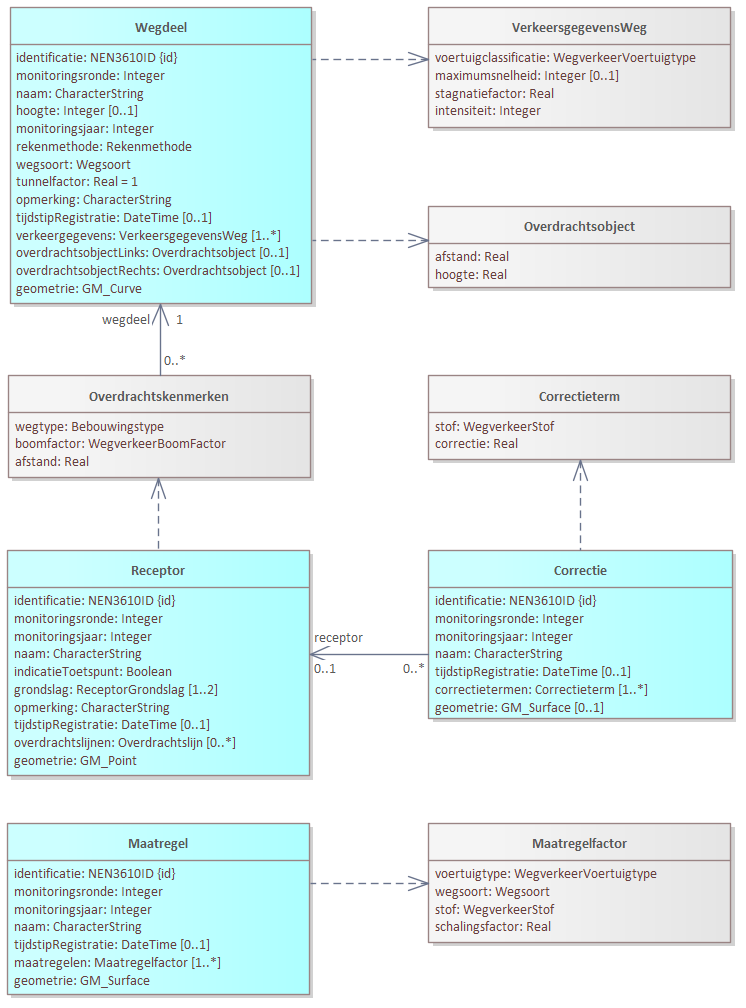 Wegdeel
identificatie: NEN3610ID {id}
monitoringsronde: Integer
naam: CharacterString
hoogte: Integer [0..1]
monitoringsjaar: Integer
rekenmethode: Rekenmethode
wegsoort: Wegsoort
tunnelfactor: Real = 1
opmerking: CharacterString
tijdstipRegistratie: DateTime [0..1]
verkeergegevens: VerkeersgegevensWeg [1..*]
overdrachtsobjectLinks: Overdrachtsobject [0..1]
overdrachtsobjectRechts: Overdrachtsobject [0..1]
geometrie: GM_Curve
VerkeersgegevensWeg
voertuigclassificatie: WegverkeerVoertuigtype
maximumsnelheid: Integer [0..1]
stagnatiefactor: Real
intensiteit: Integer
Overdrachtsobject
afstand: Real
hoogte: Real
wegdeel 1
0..*
Overdrachtskenmerken
wegtype: Bebouwingstype
boomfactor: WegverkeerBoomFactor
afstand: Real
Correctieterm
stof: WegverkeerStof
correctie: Real
Receptor
identificatie: NEN3610ID {id}
monitoringsronde: Integer
monitoringsjaar: Integer
naam: CharacterString
indicatieToetspunt: Boolean
grondslag: ReceptorGrondslag [1..2]
opmerking: CharacterString
tijdstipRegistratie: DateTime [0..1]
overdrachtslijnen: Overdrachtslijn [0..*]
geometrie: GM_Point
receptor
0..1 0..*
Correctie
identificatie: NEN3610ID {id}
monitoringsronde: Integer
monitoringsjaar: Integer
naam: CharacterString
tijdstipRegistratie: DateTime [0..1]
correctietermen: Correctieterm [1..*]
geometrie: GM_Surface [0..1]
Maatregel
identificatie: NEN3610ID {id}
monitoringsronde: Integer
monitoringsjaar: Integer
naam: CharacterString
tijdstipRegistratie: DateTime [0..1]
maatregelen: Maatregelfactor [1..*]
geometrie: GM_Surface
Maatregelfactor
voertuigtype: WegverkeerVoertuigtype
wegsoort: Wegsoort
stof: WegverkeerStof
schalingsfactor: Real